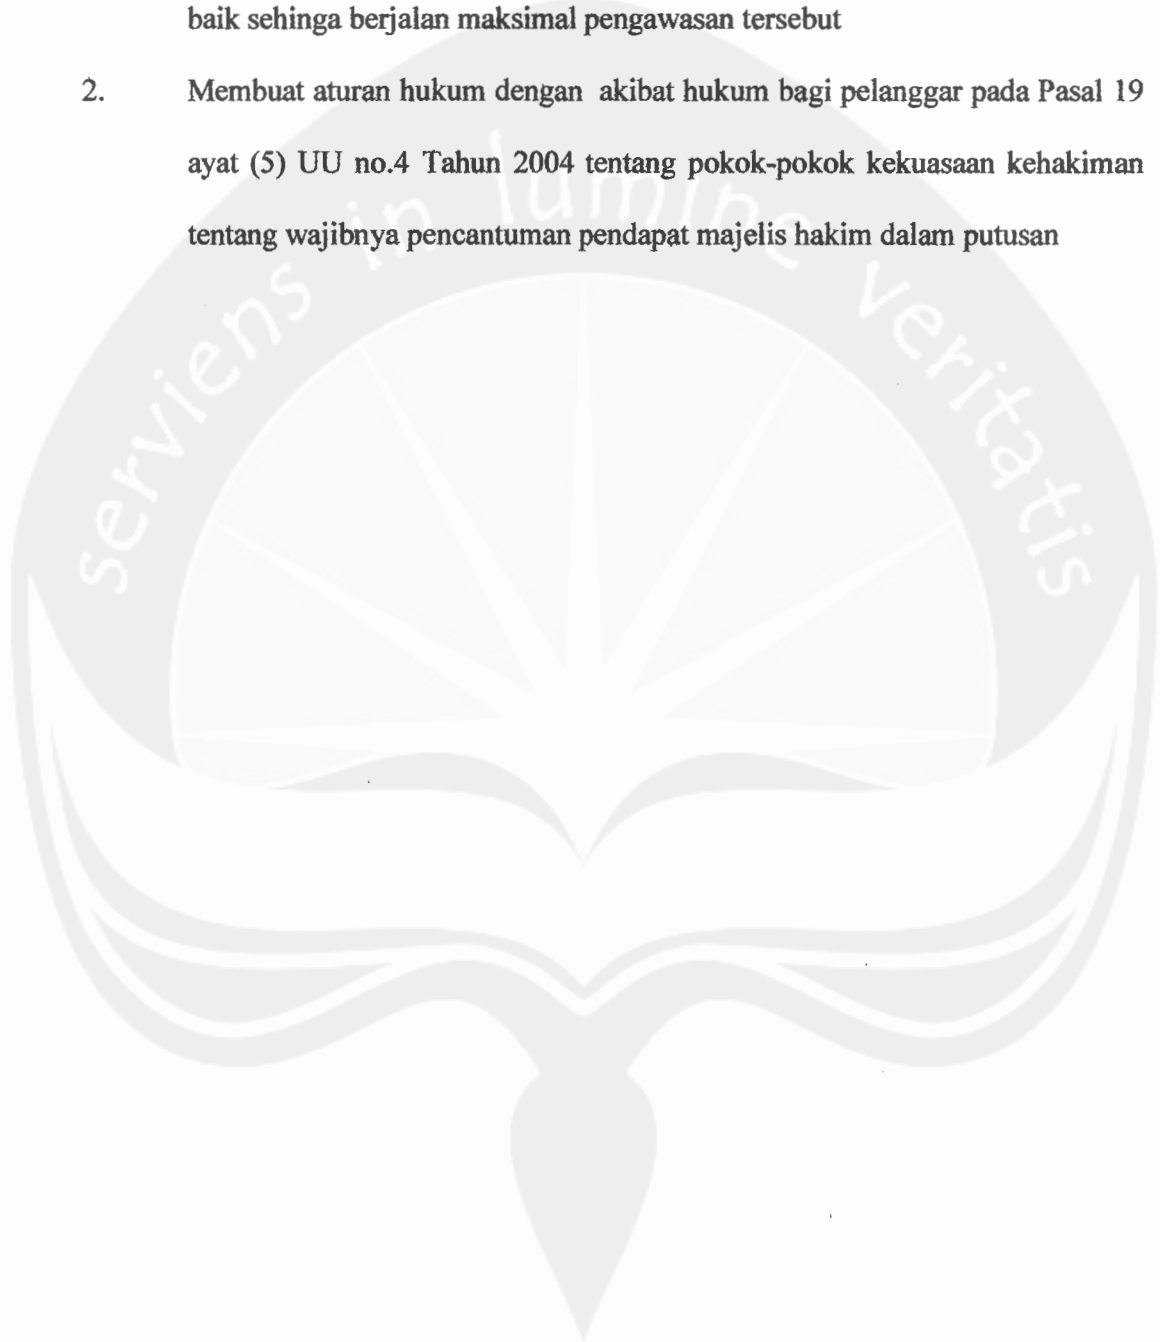 baik sehinga berjalan maksimal pengawasan tersebut
2. Membuat aturan hukum dengan akibat hukum bagi pelanggar pada Pasal 19
ayat (5) UU no.4 Tahun 2004 tentang pokok-pokok kekuasaan kehakiman
tentang wajibnya pencantuman pendapat majelis hakim dalam putusan
serviens in lumine veritatis